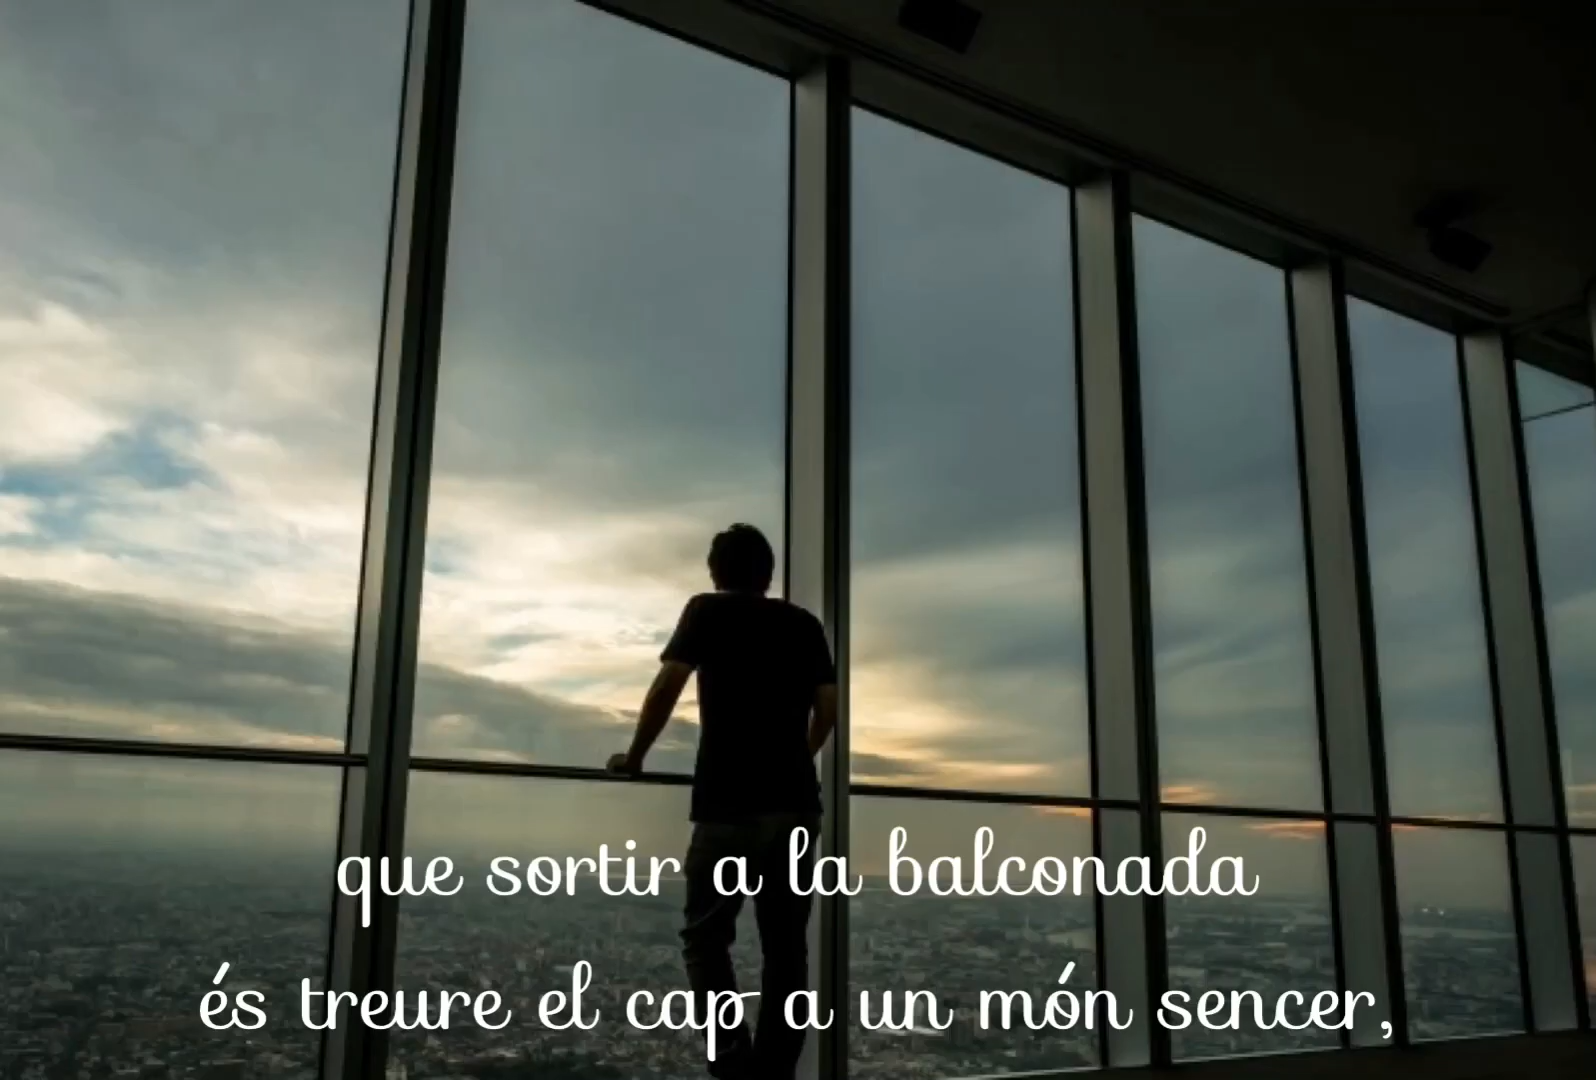 que sortir a la balconada
és treure el cap a un món sencer,